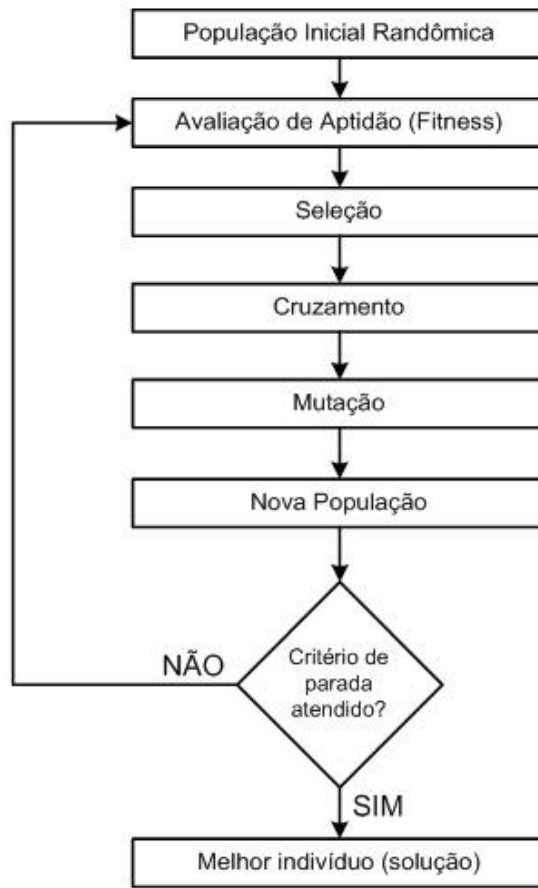 População Inicial Randômica
Avaliação de Aptidão (Fitness)
Seleção
Cruzamento
Mutação
Nova População
NÃO
Critério de
parada
atendido?
SIM
Melhor indivíduo (solução)